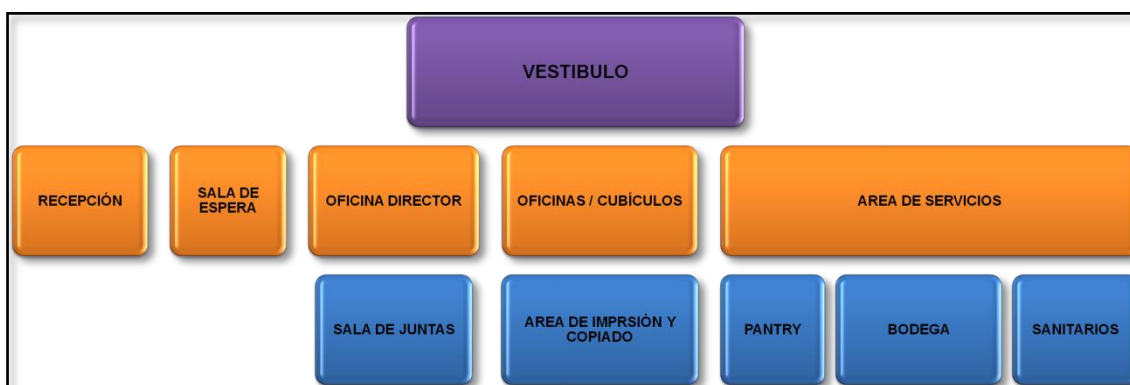 VESTIBULO
RECEPCIÓN
SALA DE
ESPERA
OFICINA DIRECTOR
OFICINAS / CUBÍCULOS
AREA DE SERVICIOS
SALA DE JUNTAS
AREA DE IMPRSIÓN Y
COPIADO
PANTRY
BODEGA
SANITARIOS